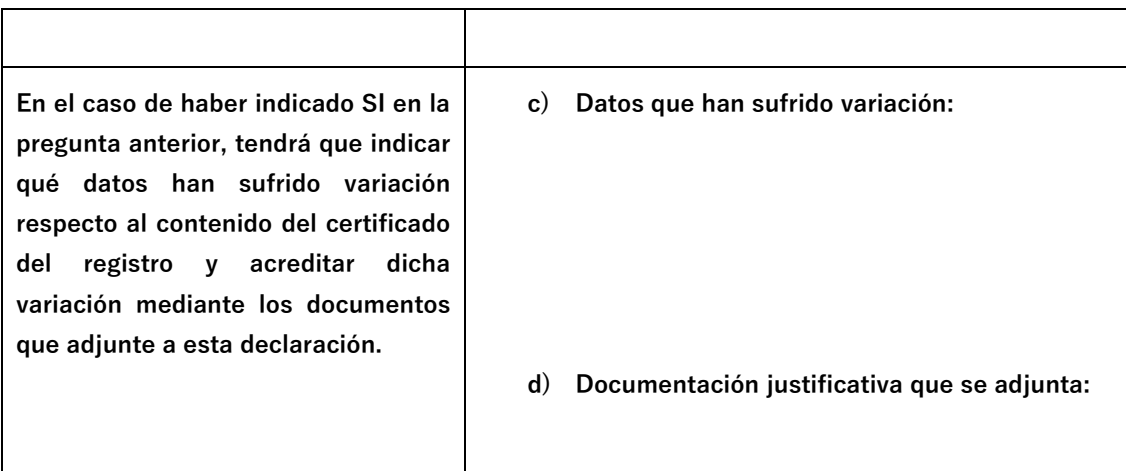 En el caso de haber indicado SI en la
pregunta anterior, tendrá que indicar
qué datos han sufrido variación
respecto al contenido del certificado
del registro y acreditar dicha
variación mediante los documentos
que adjunte a esta declaración.
c) Datos que han sufrido variación:
d) Documentación justificativa que se adjunta: